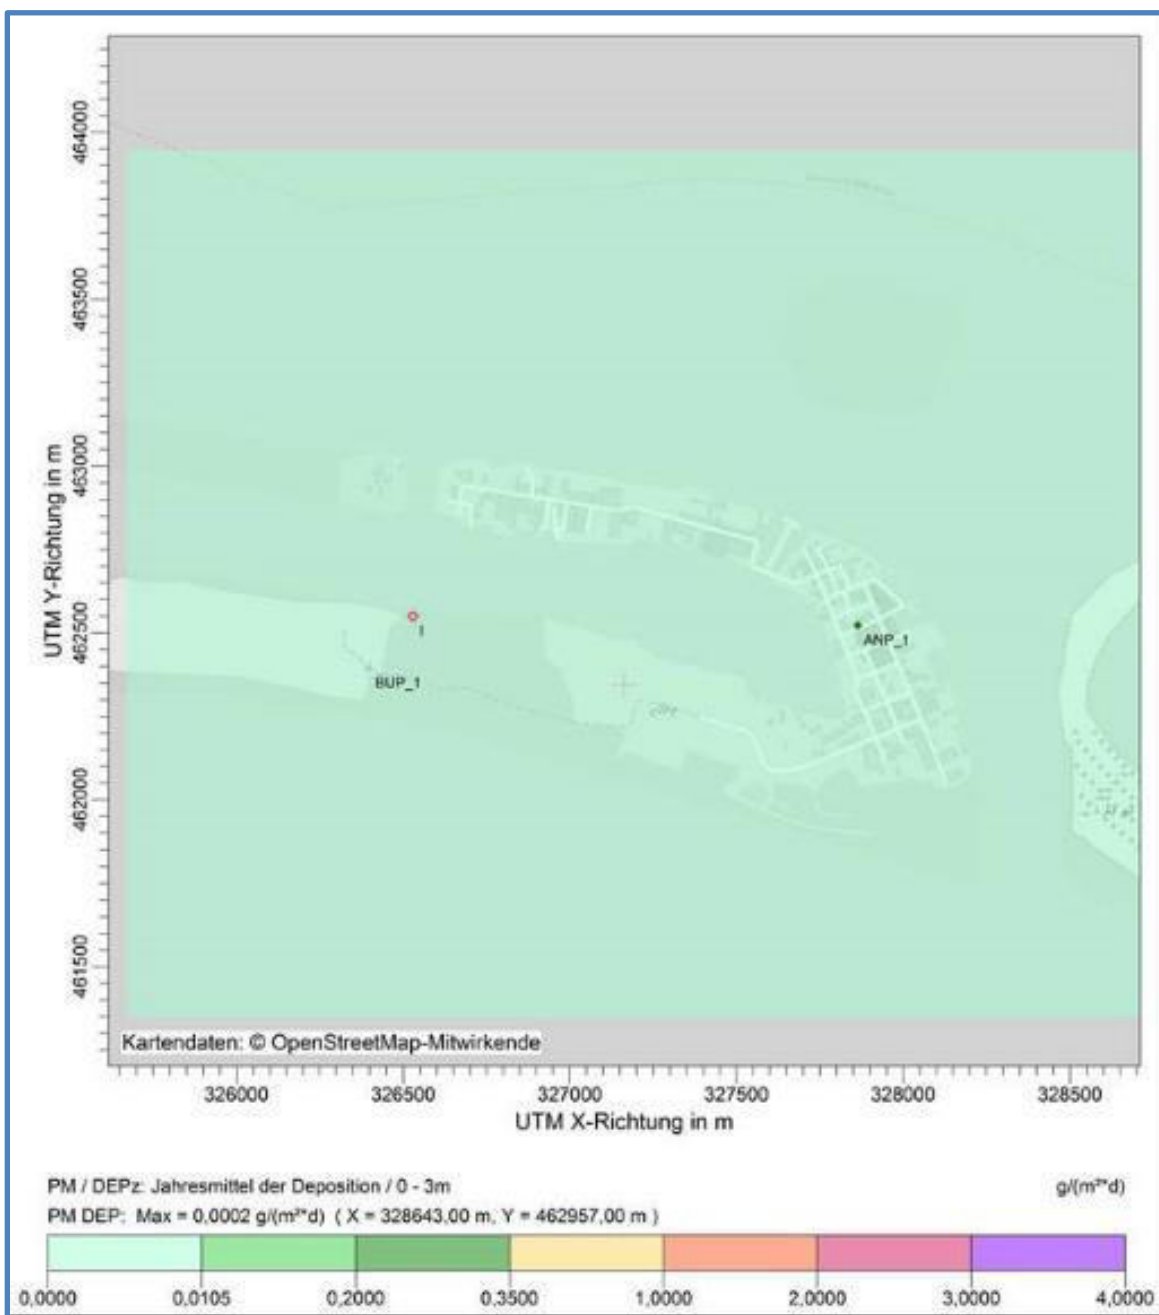 464000
463500
463000
462500
462000
461500
UTM Y-Richtung in m
I
BUP_1
ANP_1
Kartendaten: © OpenStreetMap-Mitwirkende
326000 326500 327000 327500 328000 328500
UTM X-Richtung in m
PM / DEPz: Jahresmittel der Deposition / 0 - 3m g/(m²*d)
PM DEP: Max = 0,0002 g/(m²*d) ( X = 328643,00 m, Y = 462957,00 m )
0,0000 0,0105 0,2000 0,3500 1,0000 2,0000 3,0000 4,0000